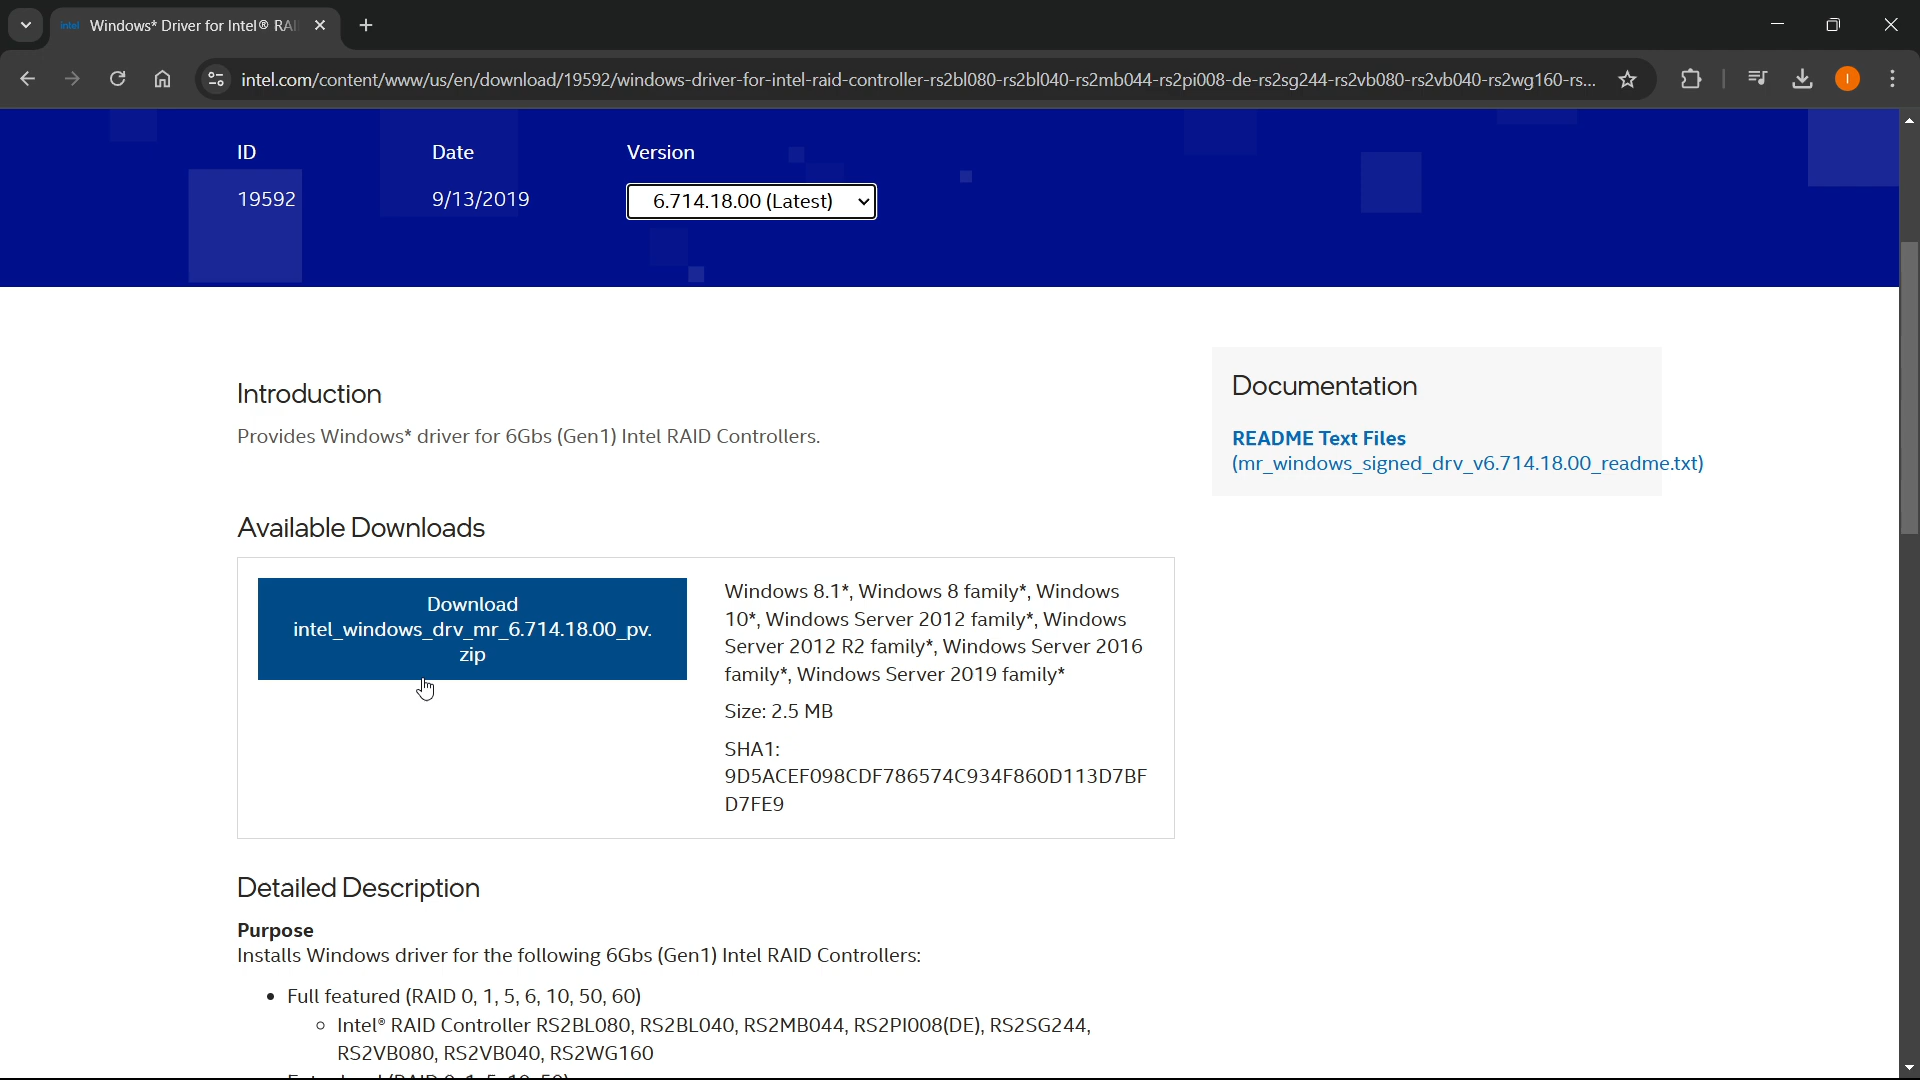 intel Windows* Driver for Intel® RAI
intel.com/content/www/us/en/download/19592/windows-driver-for-intel-raid-controller-rs2bl080-rs2bl040-rs2mb044-rs2pi008-de-rs2sg244-rs2vb080-rs2vb040-rs2wg160-rs...
I
ID Date Version
19592 9/13/2019 6.714.18.00 (Latest)
Introduction
Provides Windows* driver for 6Gbs (Gen1) Intel RAID Controllers.
Documentation
README Text Files
(mr_windows_signed_drv_v6.714.18.00_readme.txt)
Available Downloads
Download
intel_windows_drv_mr_6.714.18.00_pv.
zip
Windows 8.1*, Windows 8 family*, Windows
10*, Windows Server 2012 family*, Windows
Server 2012 R2 family*, Windows Server 2016
family*, Windows Server 2019 family*
Size: 2.5 MB
SHA1:
9D5ACEF098CDF786574C934F860D113D7BF
D7FE9
Detailed Description
Purpose
Installs Windows driver for the following 6Gbs (Gen1) Intel RAID Controllers:
• Full featured (RAID 0, 1, 5, 6, 10, 50, 60)
◦ Intel® RAID Controller RS2BL080, RS2BL040, RS2MB044, RS2PI008(DE), RS2SG244,
RS2VB080, RS2VB040, RS2WG160